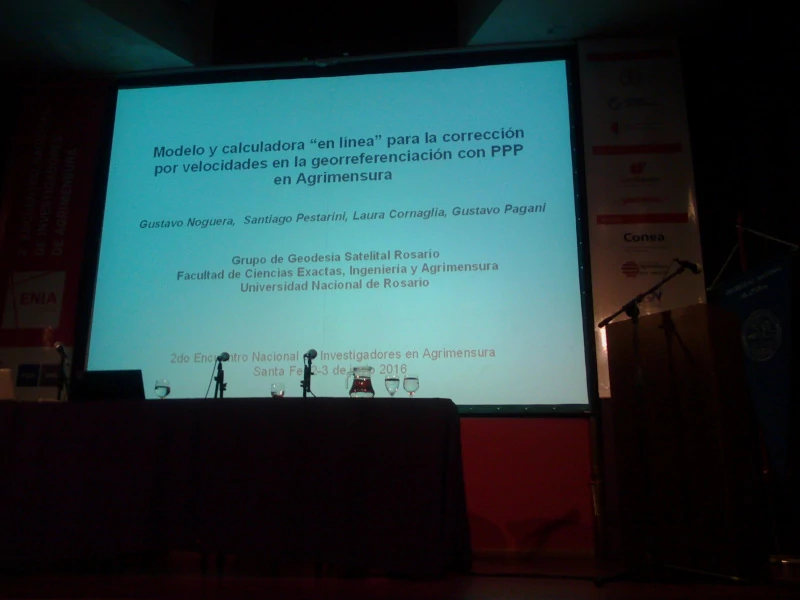 Modelo y calculadora "en línea" para la corrección
por velocidades en la georreferenciación con PPP
en Agrimensura
Gustavo Noguera, Santiago Pestarini, Laura Cornaglia, Gustavo Pagani
Grupo de Geodesia Satelital Rosario
Facultad de Ciencias Exactas, Ingeniería y Agrimensura
Universidad Nacional de Rosario
2do Encuentro Nacional Investigadores en Agrimensura
Santa Fe 2-3 de 2016
ENIA
Conea